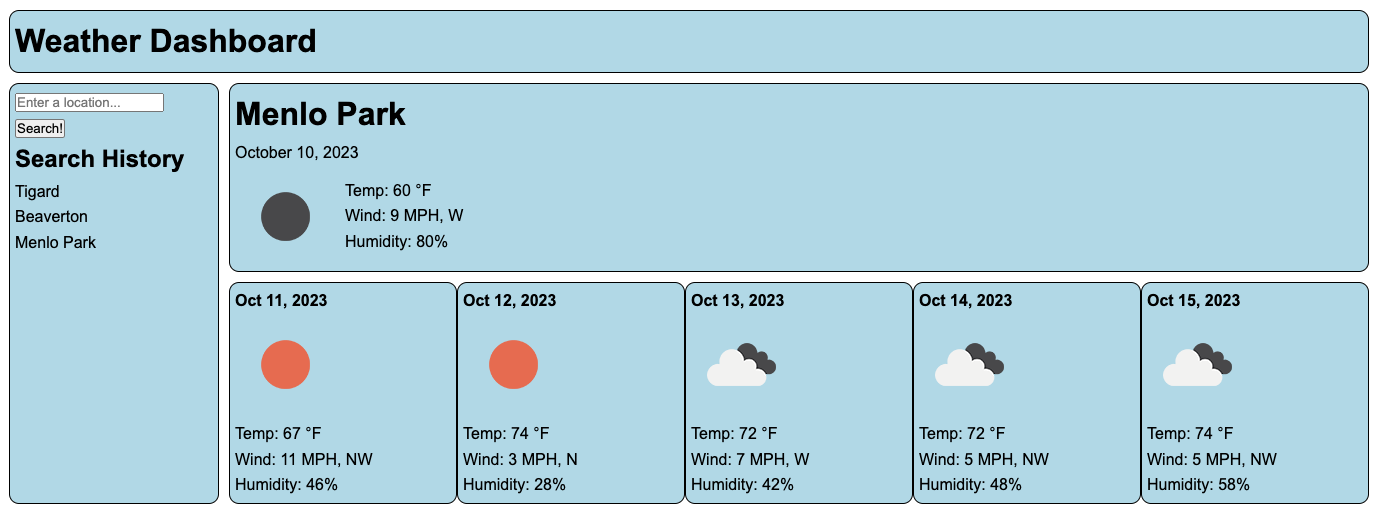 Weather Dashboard
Enter a location...
Search!
Search History
Tigard
Beaverton
Menlo Park
Menlo Park
October 10, 2023
Temp: 60 °F
Wind: 9 MPH, W
Humidity: 80%
Oct 11, 2023
Temp: 67 °F
Wind: 11 MPH, NW
Humidity: 46%
Oct 12, 2023
Temp: 74 °F
Wind: 3 MPH, N
Humidity: 28%
Oct 13, 2023
Temp: 72 °F
Wind: 7 MPH, W
Humidity: 42%
Oct 14, 2023
Temp: 72 °F
Wind: 5 MPH, NW
Humidity: 48%
Oct 15, 2023
Temp: 74 °F
Wind: 5 MPH, NW
Humidity: 58%